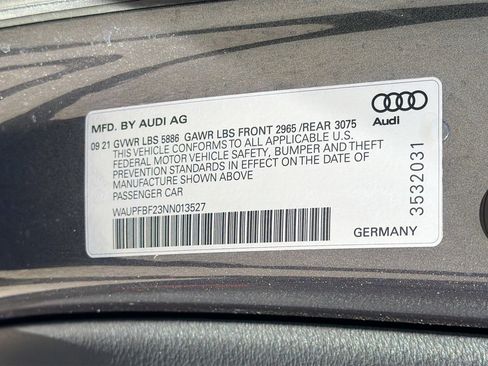 MFD. BY AUDI AG
09 21 GVWR LBS 5886 GAWR LBS FRONT 2965 /REAR 3075
THIS VEHICLE CONFORMS TO ALL APPLICABLE U.S.
FEDERAL MOTOR VEHICLE SAFETY, BUMPER AND THEFT
PREVENTION STANDARDS IN EFFECT ON THE DATE OF
MANUFACTURE SHOWN ABOVE
PASSENGER CAR
WAUPFBF23NN013527
Audi
3532031
GERMANY